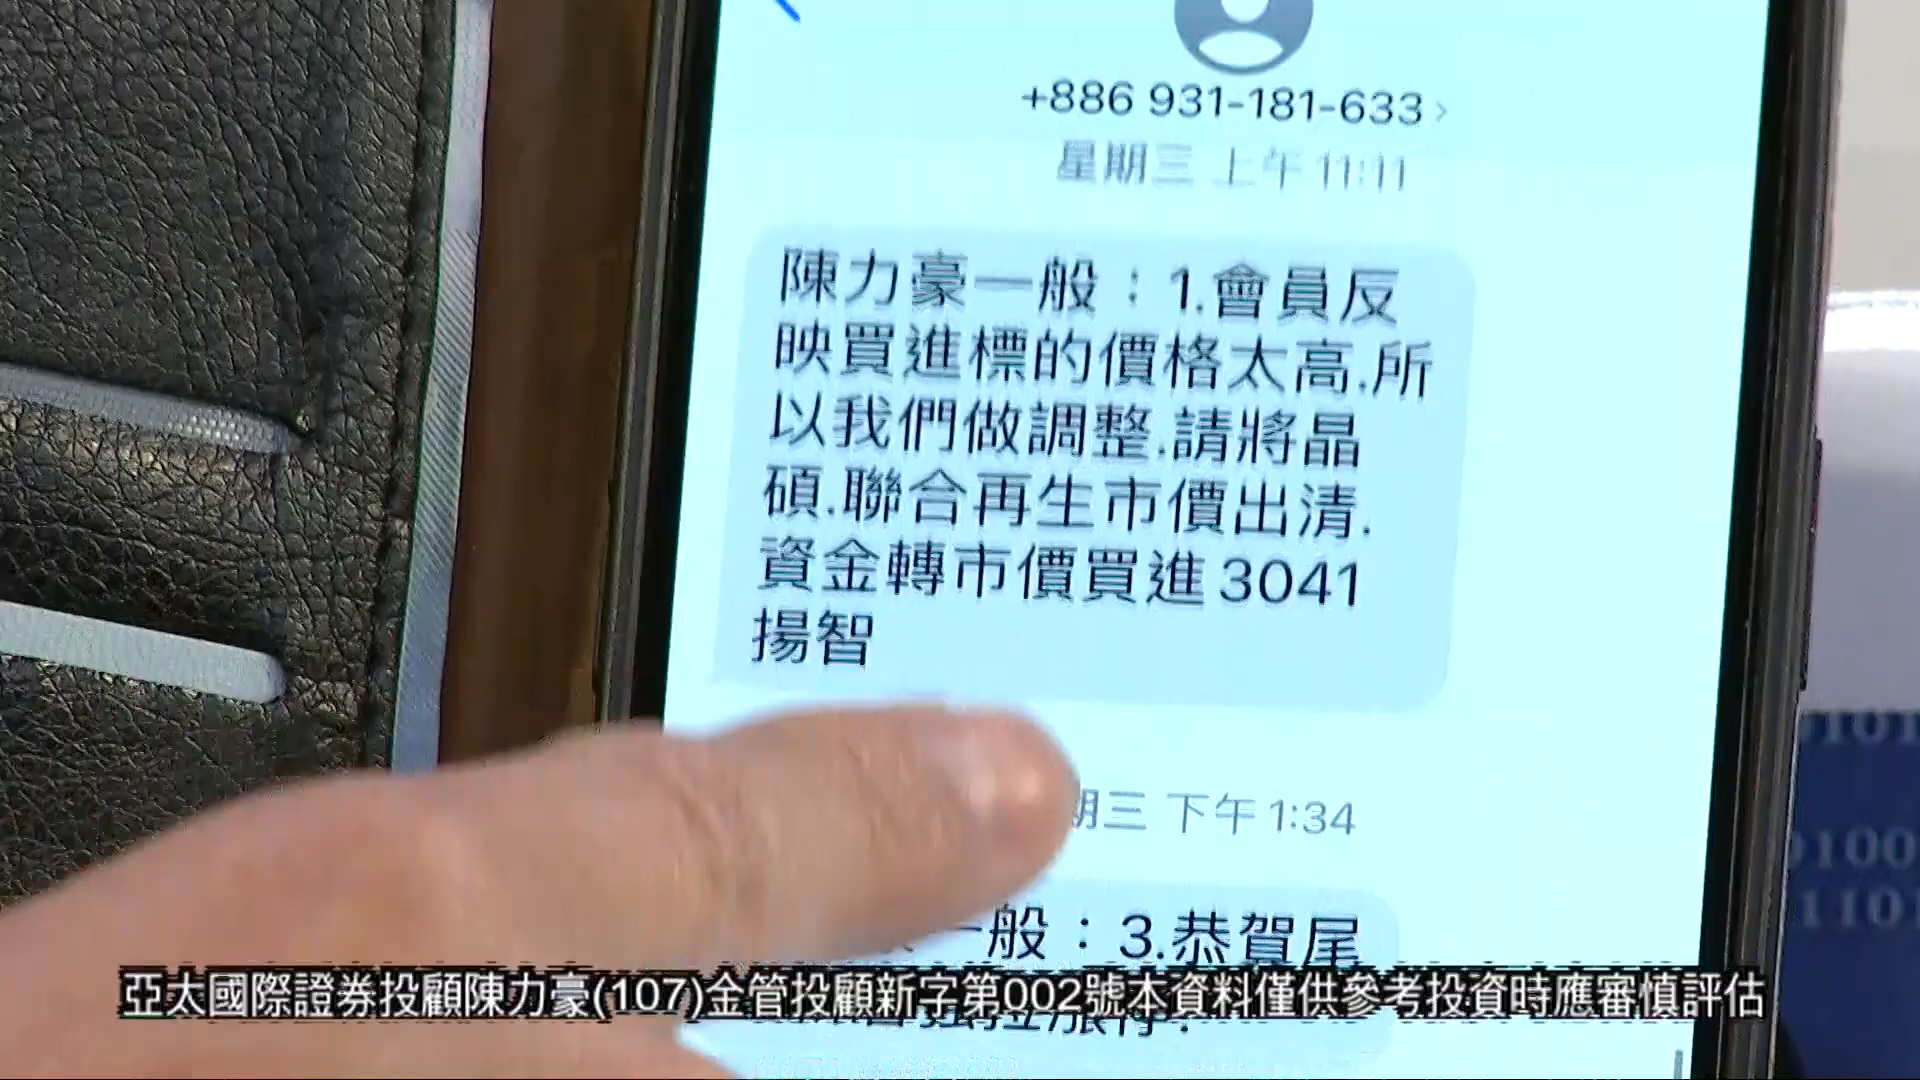 +886 931-181-633
星期三 上午 11:11
陳力豪一般：1.會員反
映買進標的價格太高.所
以我們做調整.請將晶
碩.聯合再生市價出清.
資金轉市價買進3041
揚智
期三 下午 1:34
一般：3.恭賀尾
亞太國際證券投顧陳力豪(107)金管投顧新字第002號本資料僅供參考投資時應審慎評估
0101
0100
1101